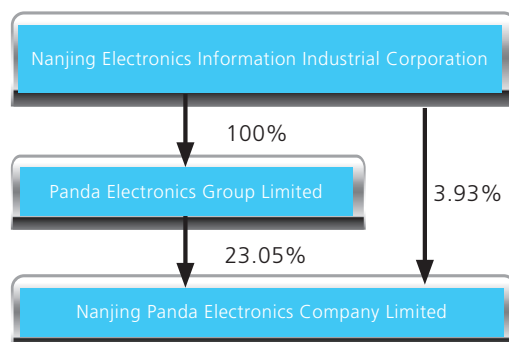 Nanjing Electronics Information Industrial Corporation
100%
Panda Electronics Group Limited
3.93%
23.05%
Nanjing Panda Electronics Company Limited